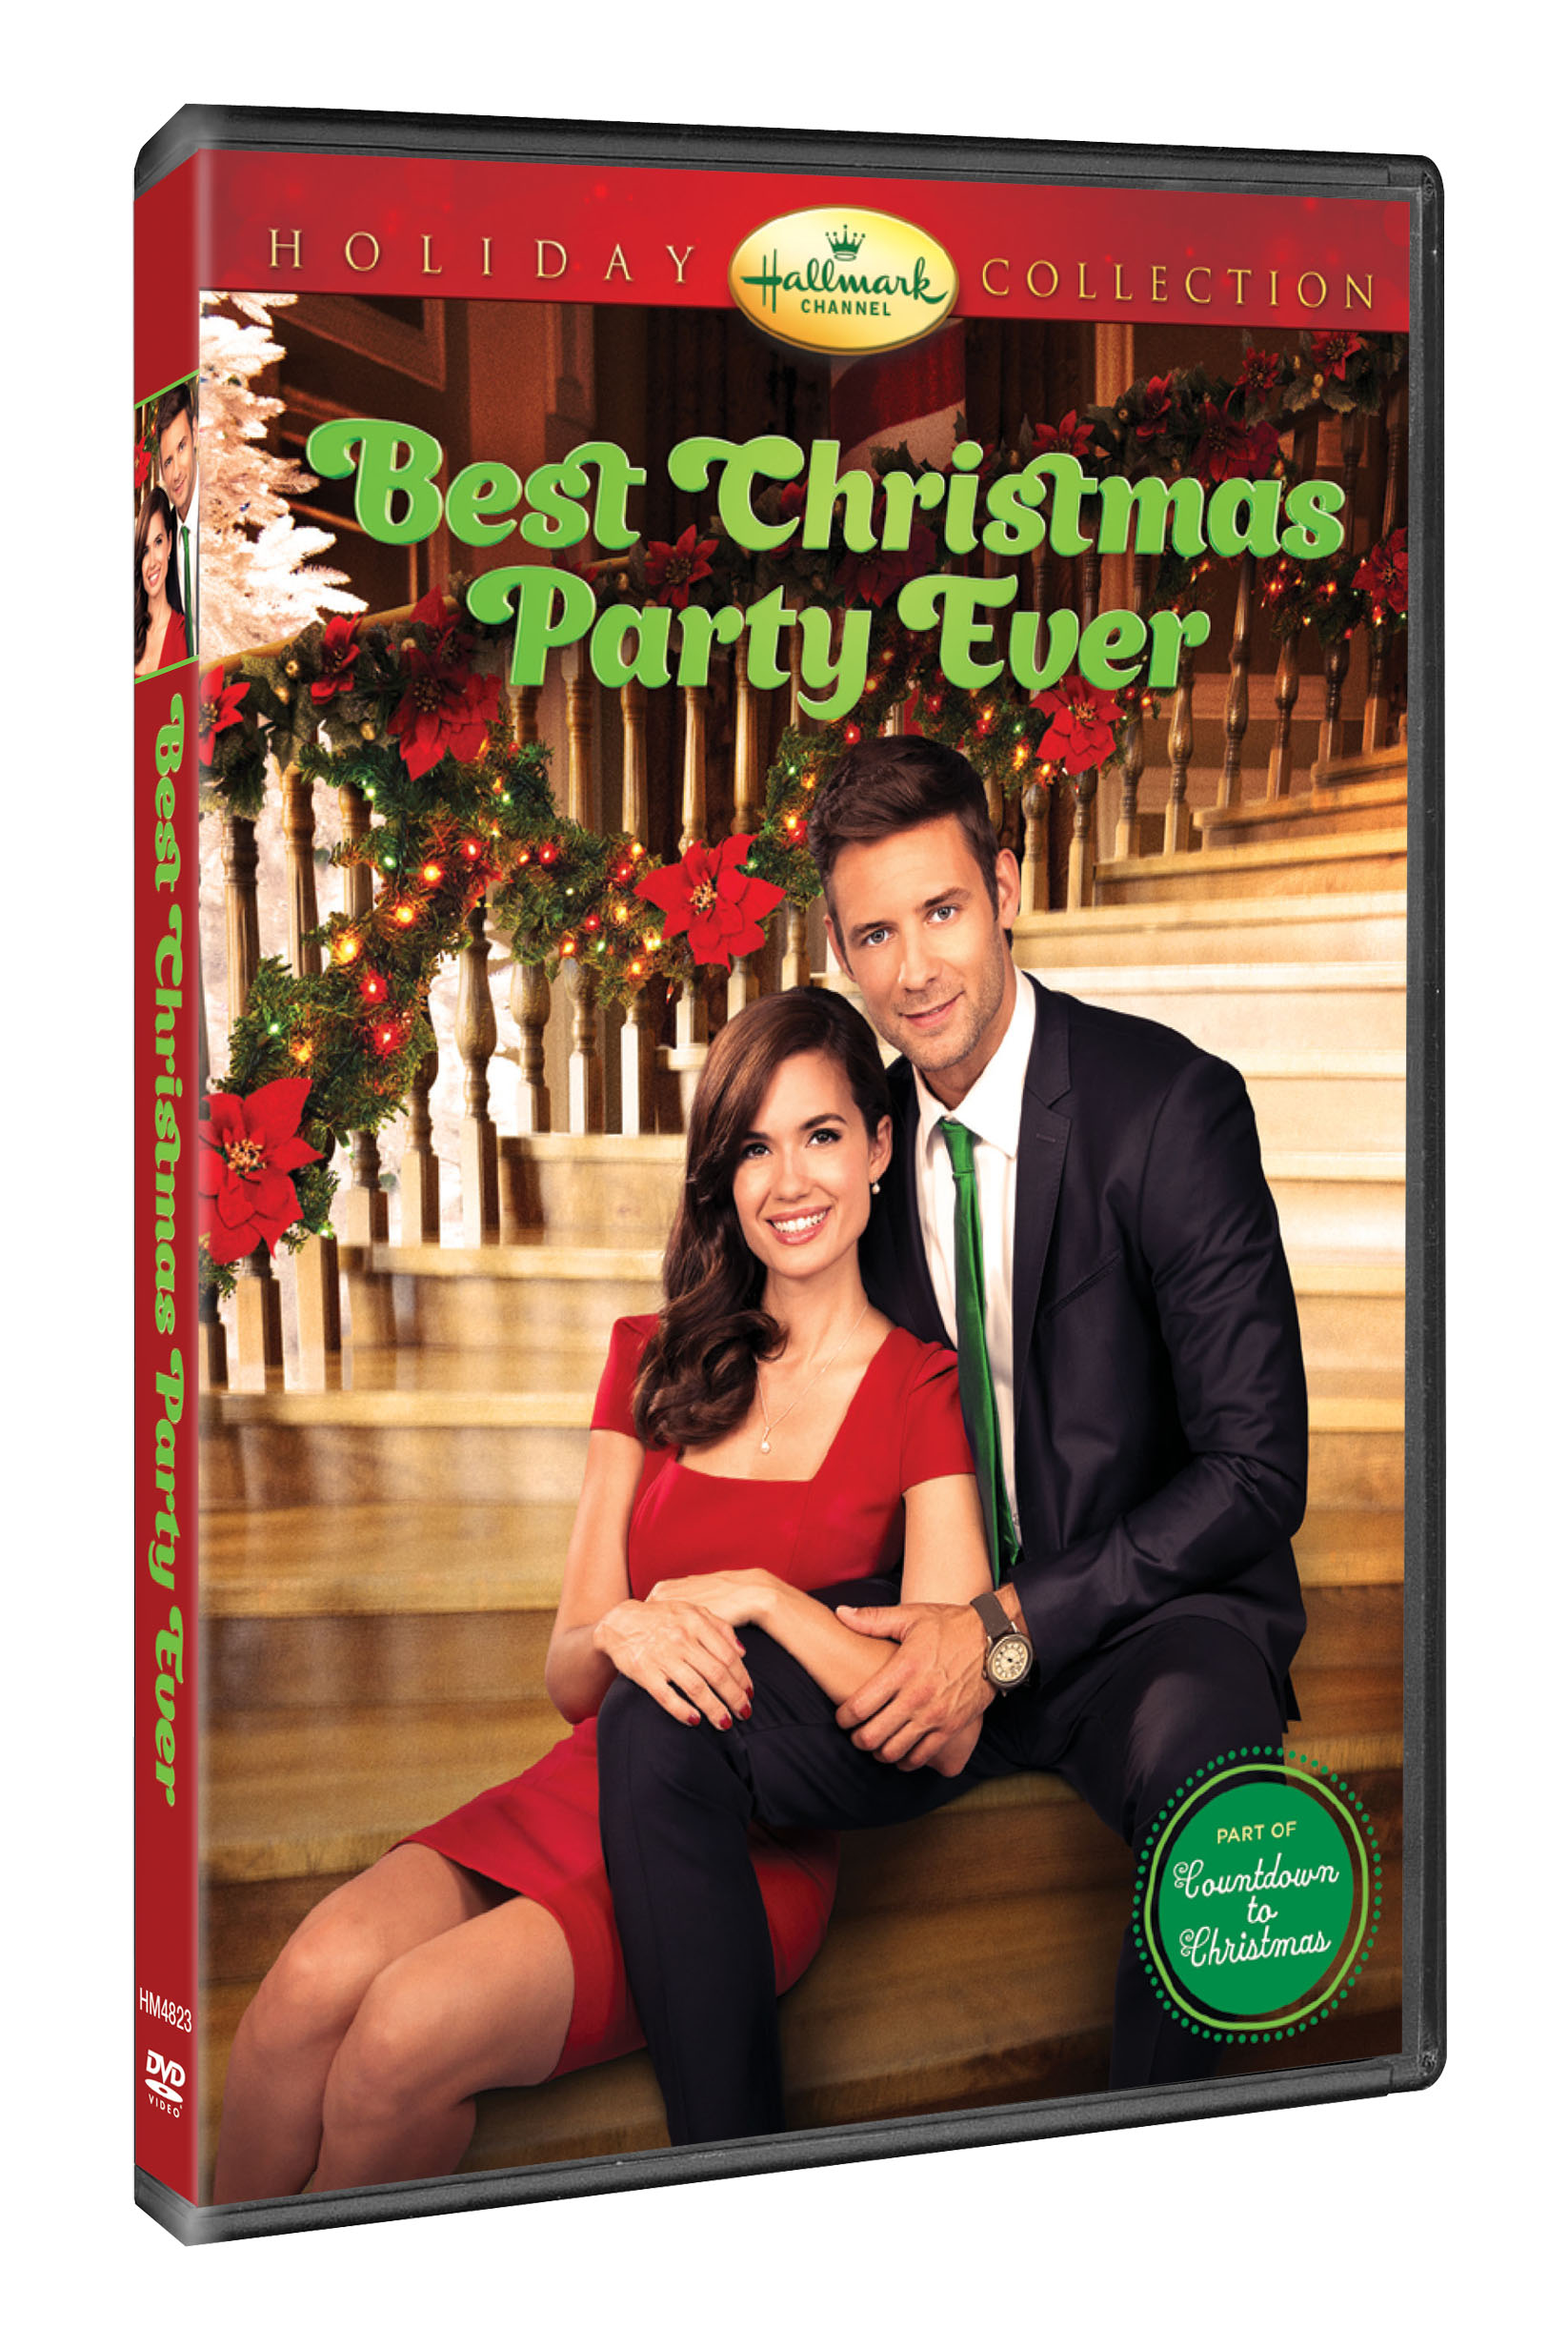 HOLIDAY Hallmark COLLECTION
CHANNEL
Best Christmas
Party Ever
PART OF
Countdown
to
Christmas
Best Christmas Party Ever
HM4823
DVD
VIDEO